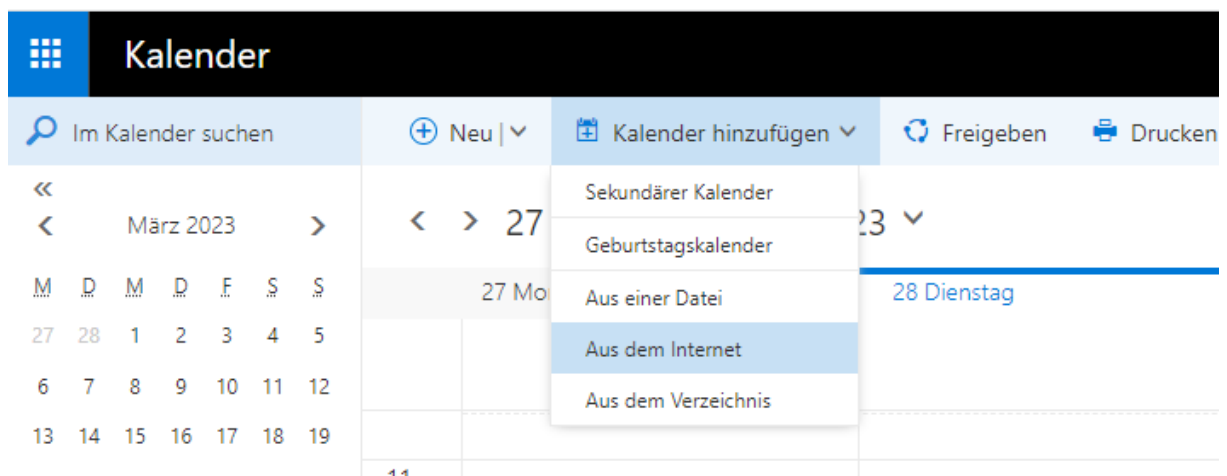 Kalender
Im Kalender suchen
Neu | Kalender hinzufügen Freigeben Drucken
Sekundärer Kalender
Geburtstagskalender
Aus einer Datei
Aus dem Internet
Aus dem Verzeichnis
März 2023
M D M D F S S
27 28 1 2 3 4 5
6 7 8 9 10 11 12
13 14 15 16 17 18 19
27 23
27 Mo 28 Dienstag